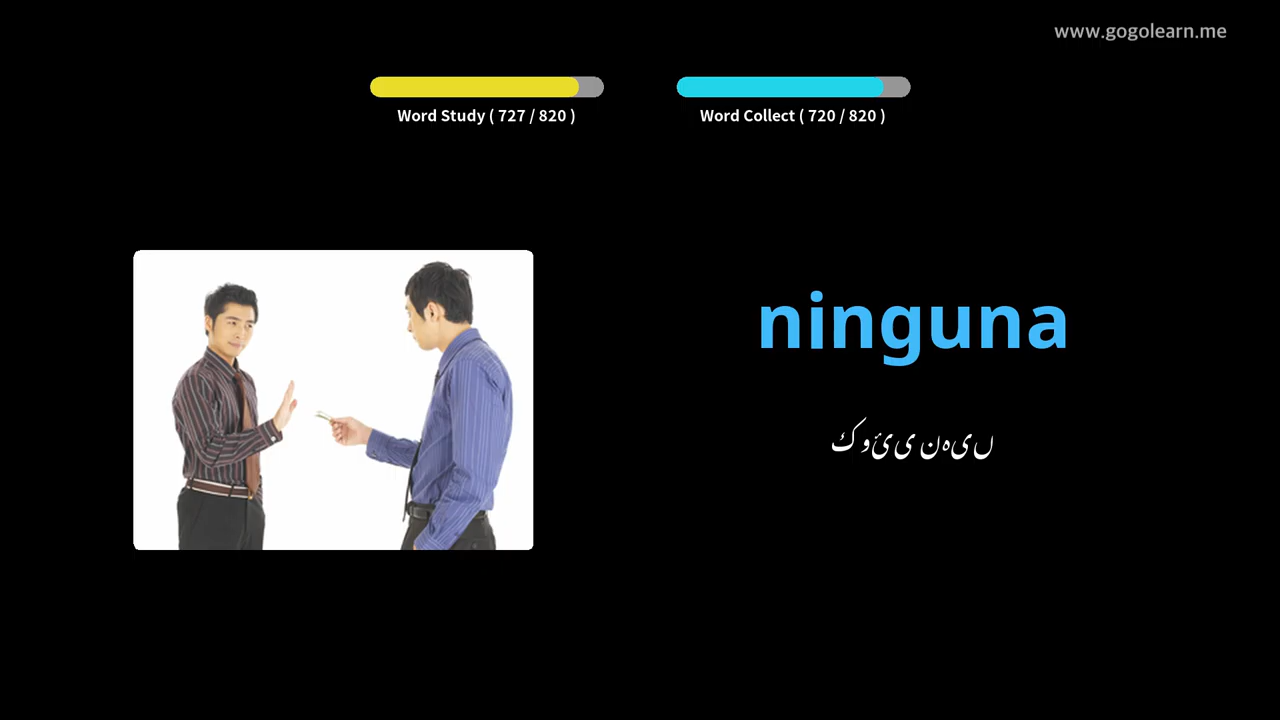 www.gogolearn.me
Word Study ( 727 / 820 )
Word Collect ( 720 / 820 )
ninguna
کوئی نہیں